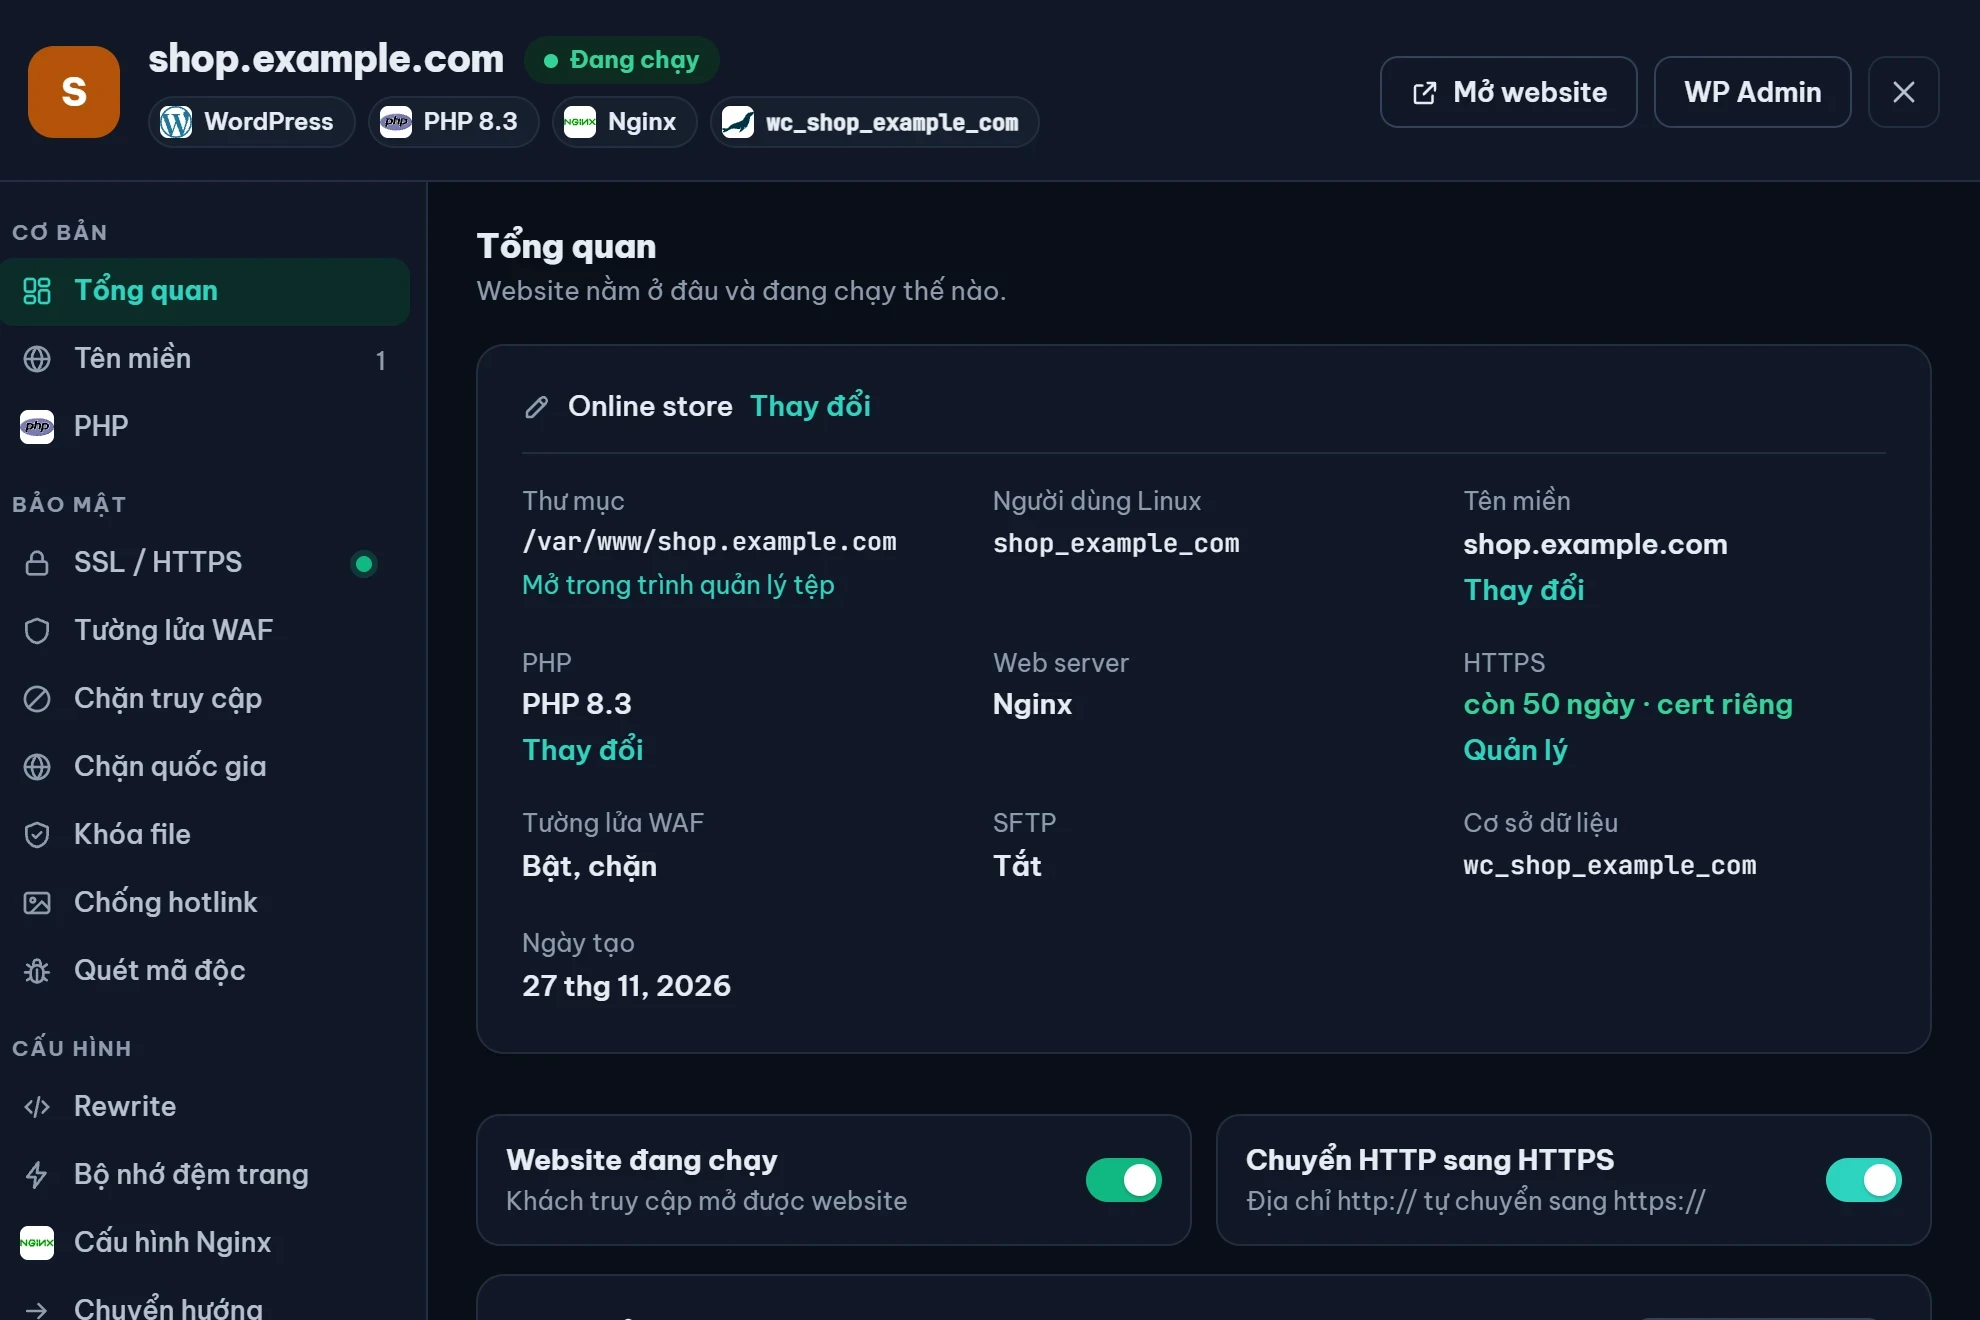 S
shop.example.com
Đang chạy
WordPress
php
PHP 8.3
NGINX
Nginx
wc_shop_example_com
Mở website
WP Admin
CƠ BẢN
Tổng quan
Tên miền
1
php
PHP
BẢO MẬT
SSL / HTTPS
Tường lửa WAF
Chặn truy cập
Chặn quốc gia
Khóa file
Chống hotlink
Quét mã độc
CẤU HÌNH
Rewrite
Bộ nhớ đệm trang
NGINX
Cấu hình Nginx
Chuyển hướng
Tổng quan
Website nằm ở đâu và đang chạy thế nào.
Online store Thay đổi
Thư mục
/var/www/shop.example.com
Mở trong trình quản lý tệp
Người dùng Linux
shop_example_com
Tên miền
shop.example.com
Thay đổi
PHP
PHP 8.3
Thay đổi
Web server
Nginx
HTTPS
còn 50 ngày · cert riêng
Quản lý
Tường lửa WAF
Bật, chặn
SFTP
Tắt
Cơ sở dữ liệu
wc_shop_example_com
Ngày tạo
27 thg 11, 2026
Website đang chạy
Khách truy cập mở được website
Chuyển HTTP sang HTTPS
Địa chỉ http:// tự chuyển sang https://